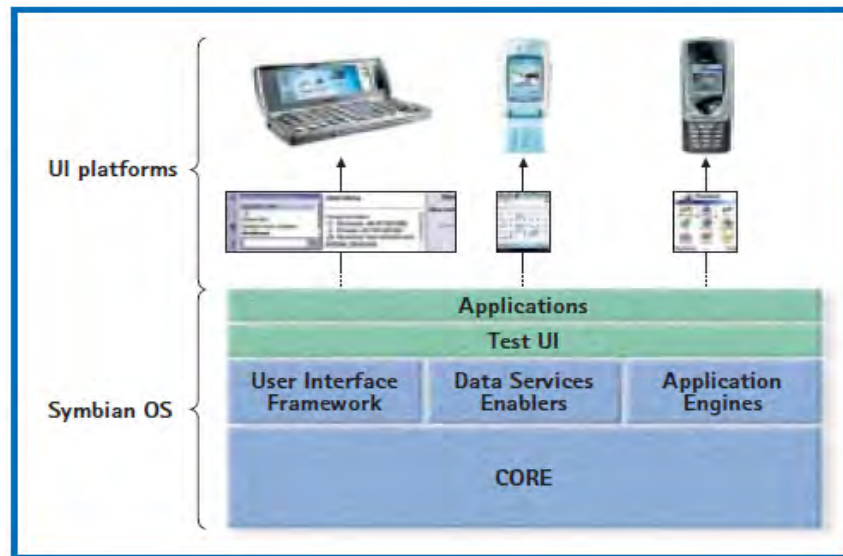 UI platforms
Applications
Test UI
User Interface
Framework
Data Services
Enablers
Application
Engines
Symbian OS
CORE